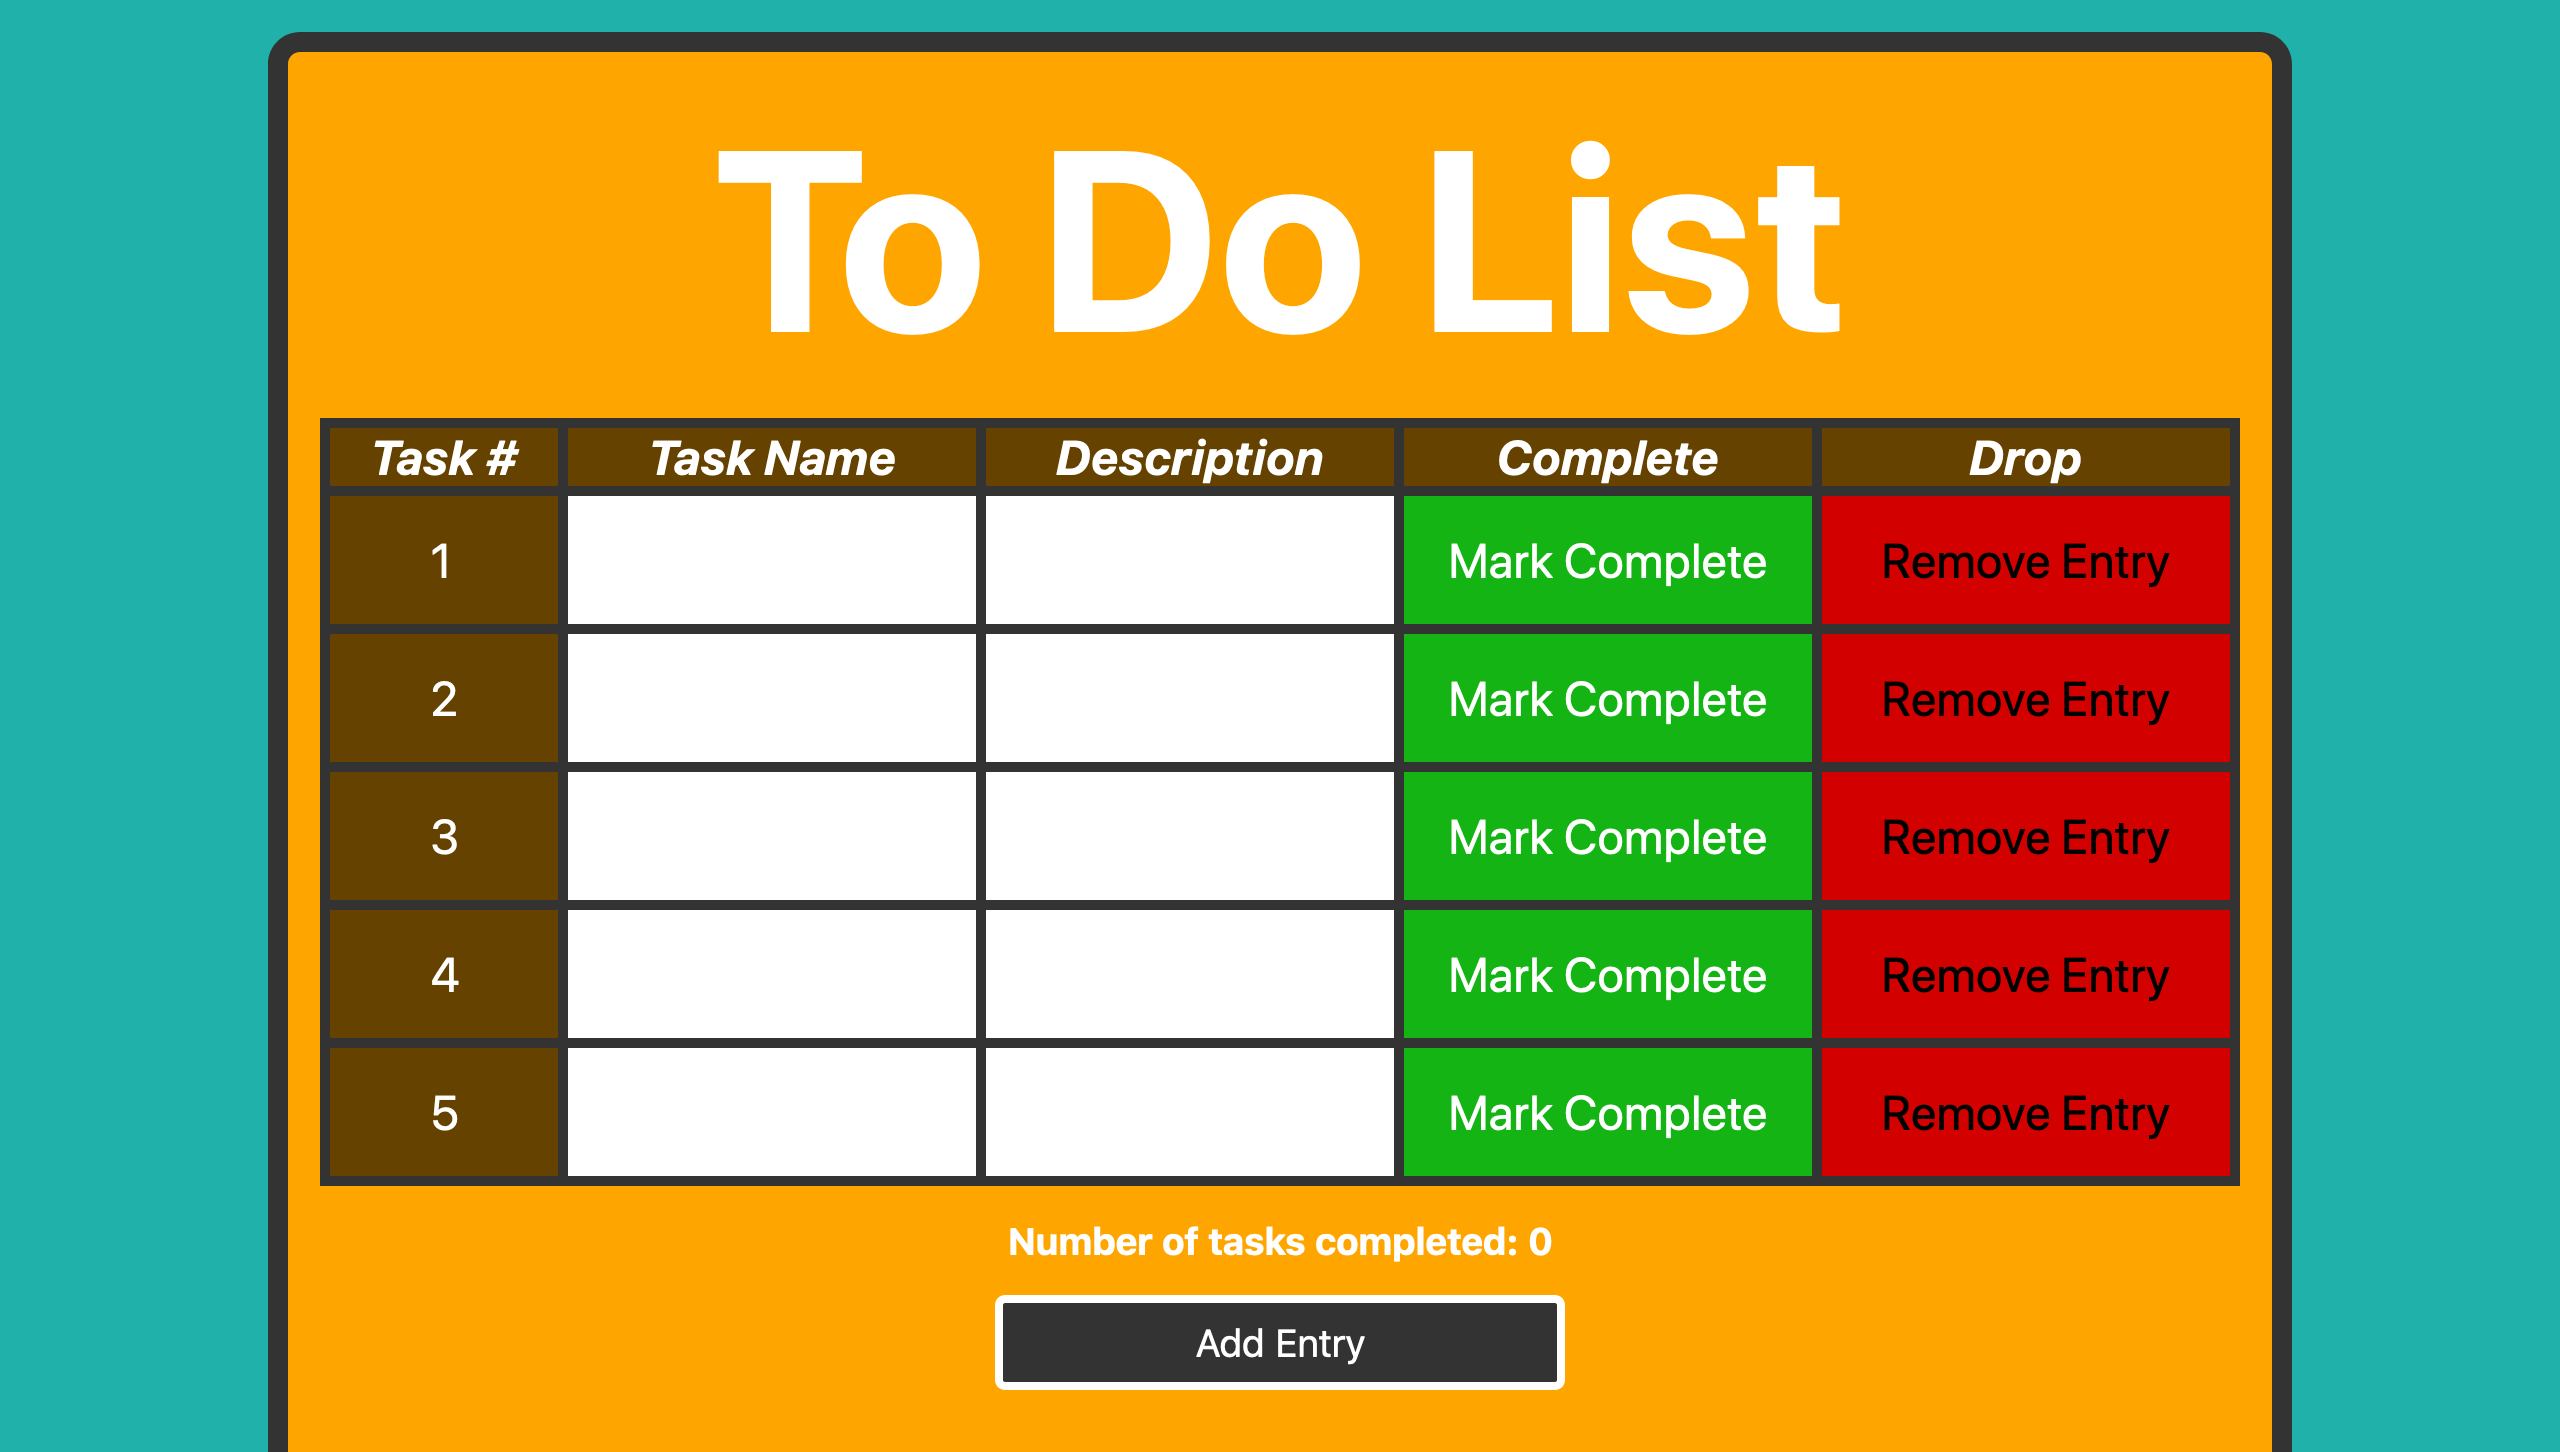 To Do List
Task # Task Name Description Complete Drop
1 Mark Complete Remove Entry
2 Mark Complete Remove Entry
3 Mark Complete Remove Entry
4 Mark Complete Remove Entry
5 Mark Complete Remove Entry
Number of tasks completed: 0
Add Entry